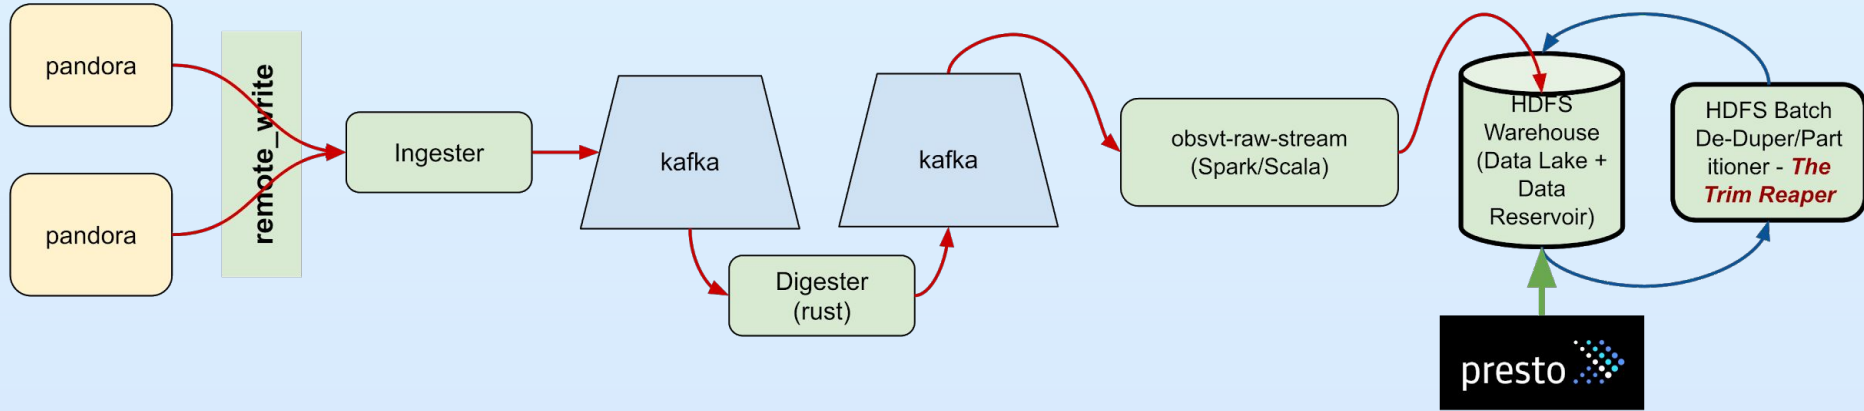 pandora
pandora
remote_write
Ingester
kafka
Digester
(rust)
kafka
obsvt-raw-stream
(Spark/Scala)
HDFS
Warehouse
(Data Lake +
Data
Reservoir)
HDFS Batch
De-Duper/Part
itioner - The
Trim Reaper
presto